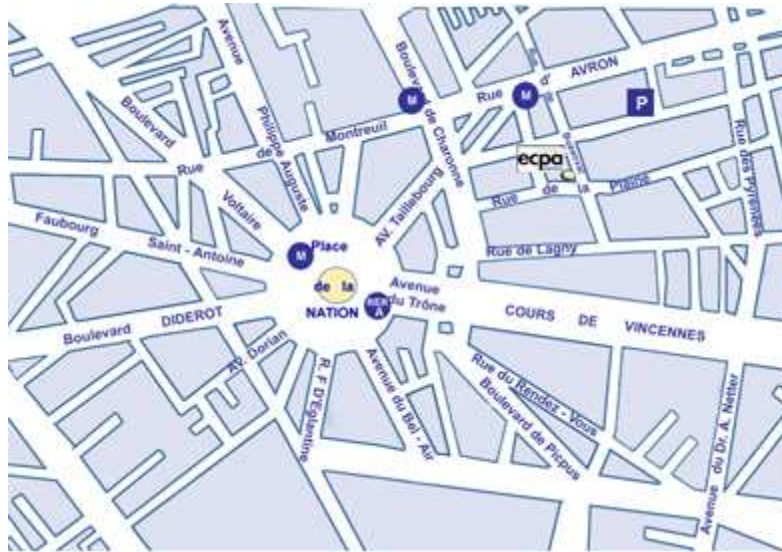 Avenue
Philippe Auguste
Boulevard
Voltaire
Boulevard de Charonne
M
Rue d' AVRON
M
P
Rue de Montreuil
Rue des Pyrenees
ecpa
Rue de la Plaine
AV. Taillebourg
Faubourg
Saint - Antoine
M
Place
de la
NATION
RER
A
Rue de Lagny
Avenue
du Trône
COURS DE VINCENNES
Boulevard DIDEROT
AV. Dorian
R. F D'Eglantine
Avenue du Bel - Air
Rue du Rendez - Vous
Boulevard de Picpus
Avenue du Dr. A. Netter